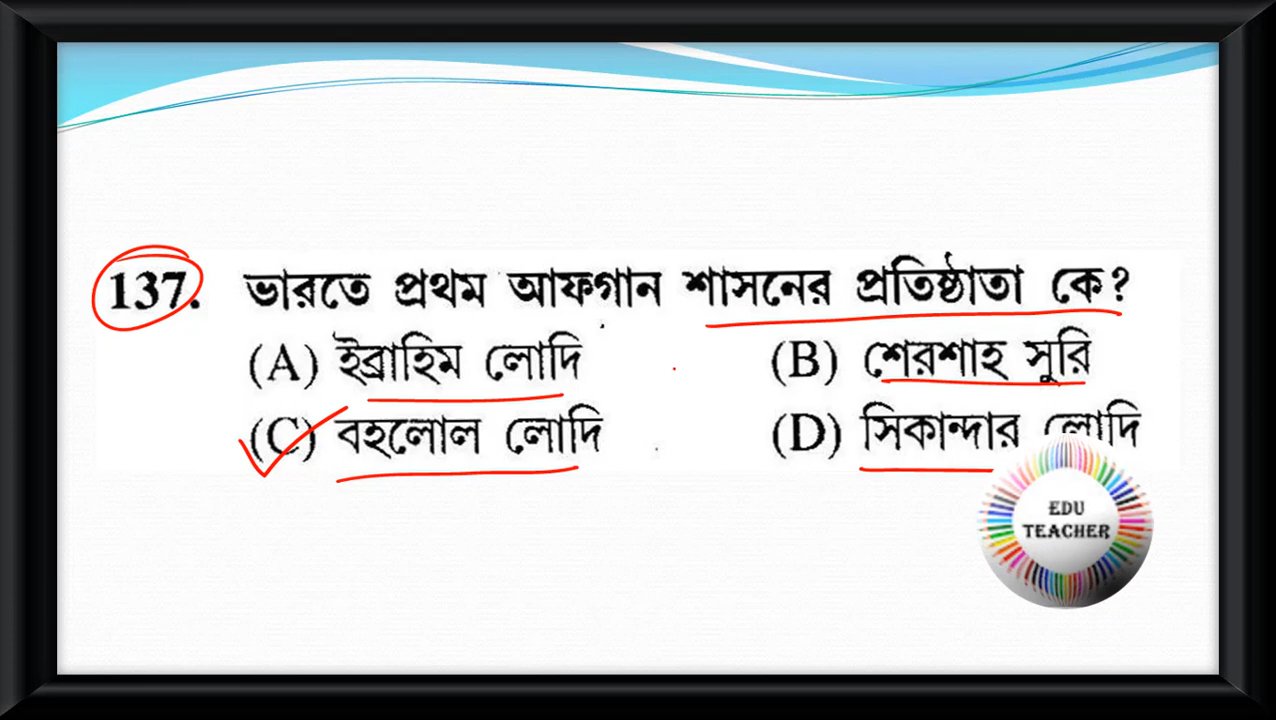 137. ভারতে প্রথম আফগান শাসনের প্রতিষ্ঠাতা কে?
(A) ইব্রাহিম লোদি (B) শেরশাহ সুরি
(C) বহলোল লোদি (D) সিকান্দার লোদি
EDU
TEACHER